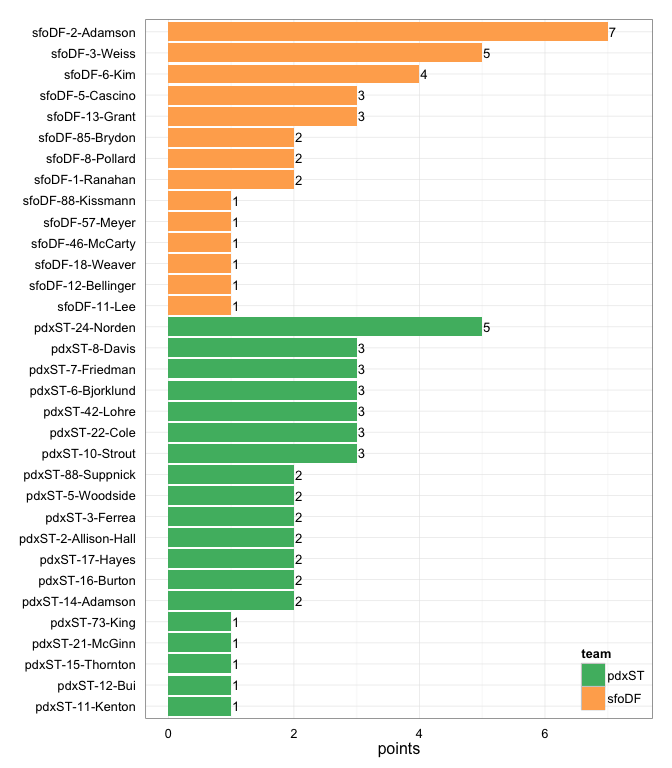 sfoDF-2-Adamson 7
sfoDF-3-Weiss 5
sfoDF-6-Kim 4
sfoDF-5-Cascino 3
sfoDF-13-Grant 3
sfoDF-85-Brydon 2
sfoDF-8-Pollard 2
sfoDF-1-Ranahan 2
sfoDF-88-Kissmann 1
sfoDF-57-Meyer 1
sfoDF-46-McCarty 1
sfoDF-18-Weaver 1
sfoDF-12-Bellinger 1
sfoDF-11-Lee 1
pdxST-24-Norden 5
pdxST-8-Davis 3
pdxST-7-Friedman 3
pdxST-6-Bjorklund 3
pdxST-42-Lohre 3
pdxST-22-Cole 3
pdxST-10-Strout 3
pdxST-88-Suppnick 2
pdxST-5-Woodside 2
pdxST-3-Ferrea 2
pdxST-2-Allison-Hall 2
pdxST-17-Hayes 2
pdxST-16-Burton 2
pdxST-14-Adamson 2
pdxST-73-King 1
pdxST-21-McGinn 1
pdxST-15-Thornton 1
pdxST-12-Bui 1
pdxST-11-Kenton 1
team
pdxST
sfoDF
0 2 4 6
points